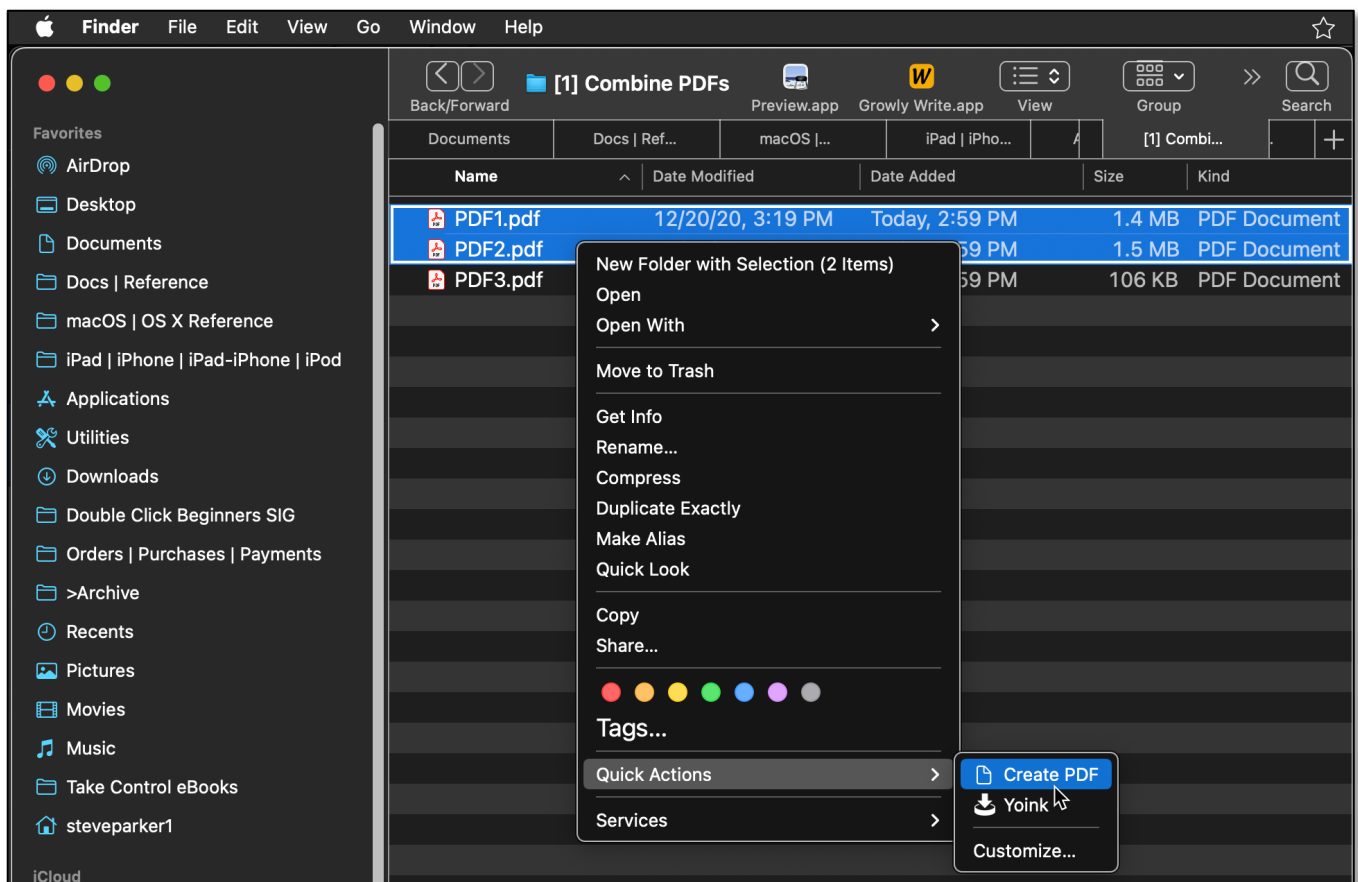 Finder File Edit View Go Window Help
[1] Combine PDFs
Back/Forward Preview.app Growly Write.app View Group Search
Documents Docs | Ref... macOS |... iPad | iPho... [1] Combi...
Name Date Modified Date Added Size Kind
PDF1.pdf 12/20/20, 3:19 PM Today, 2:59 PM 1.4 MB PDF Document
PDF2.pdf 59 PM 1.5 MB PDF Document
PDF3.pdf 59 PM 106 KB PDF Document
Favorites
AirDrop
Desktop
Documents
Docs | Reference
macOS | OS X Reference
iPad | iPhone | iPad-iPhone | iPod
Applications
Utilities
Downloads
Double Click Beginners SIG
Orders | Purchases | Payments
>Archive
Recents
Pictures
Movies
Music
Take Control eBooks
steveparker1
iCloud
New Folder with Selection (2 Items)
Open
Open With
Move to Trash
Get Info
Rename...
Compress
Duplicate Exactly
Make Alias
Quick Look
Copy
Share...
Tags...
Quick Actions
Services
Create PDF
Yoink
Customize...